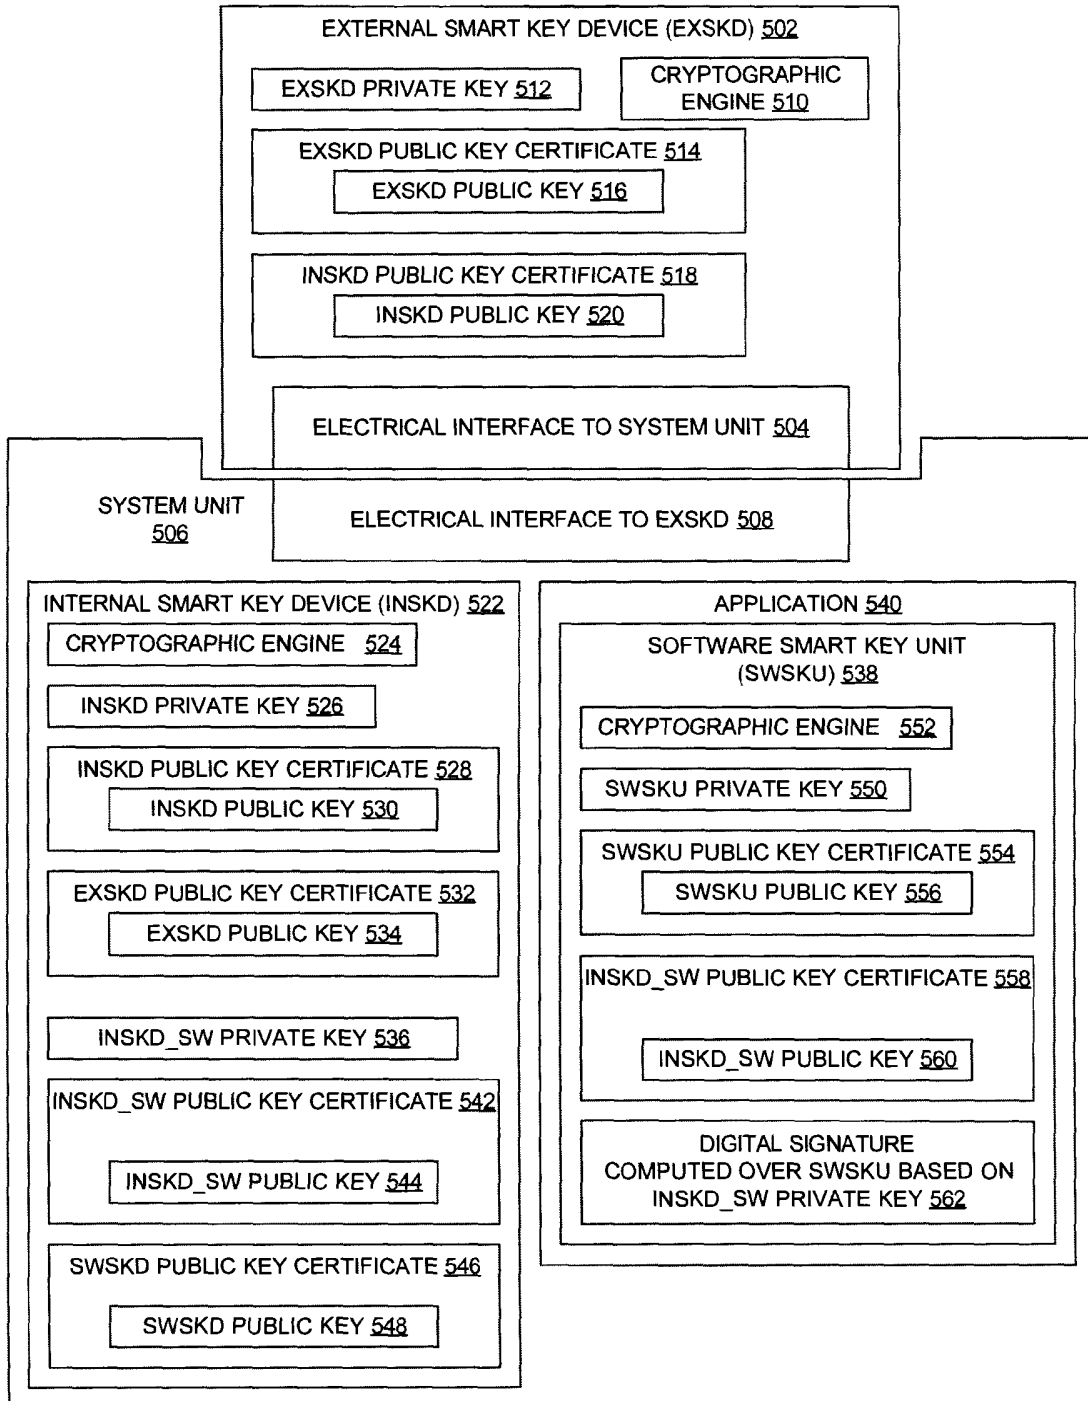 EXTERNAL SMART KEY DEVICE (EXSKD) 502
EXSKD PRIVATE KEY 512
CRYPTOGRAPHIC
ENGINE 510
EXSKD PUBLIC KEY CERTIFICATE 514
EXSKD PUBLIC KEY 516
INSKD PUBLIC KEY CERTIFICATE 518
INSKD PUBLIC KEY 520
ELECTRICAL INTERFACE TO SYSTEM UNIT 504
SYSTEM UNIT
506
ELECTRICAL INTERFACE TO EXSKD 508
INTERNAL SMART KEY DEVICE (INSKD) 522
CRYPTOGRAPHIC ENGINE 524
INSKD PRIVATE KEY 526
INSKD PUBLIC KEY CERTIFICATE 528
INSKD PUBLIC KEY 530
EXSKD PUBLIC KEY CERTIFICATE 532
EXSKD PUBLIC KEY 534
INSKD_SW PRIVATE KEY 536
INSKD_SW PUBLIC KEY CERTIFICATE 542
INSKD_SW PUBLIC KEY 544
SWSKD PUBLIC KEY CERTIFICATE 546
SWSKD PUBLIC KEY 548
APPLICATION 540
SOFTWARE SMART KEY UNIT
(SWSKU) 538
CRYPTOGRAPHIC ENGINE 552
SWSKU PRIVATE KEY 550
SWSKU PUBLIC KEY CERTIFICATE 554
SWSKU PUBLIC KEY 556
INSKD_SW PUBLIC KEY CERTIFICATE 558
INSKD_SW PUBLIC KEY 560
DIGITAL SIGNATURE
COMPUTED OVER SWSKU BASED ON
INSKD_SW PRIVATE KEY 562